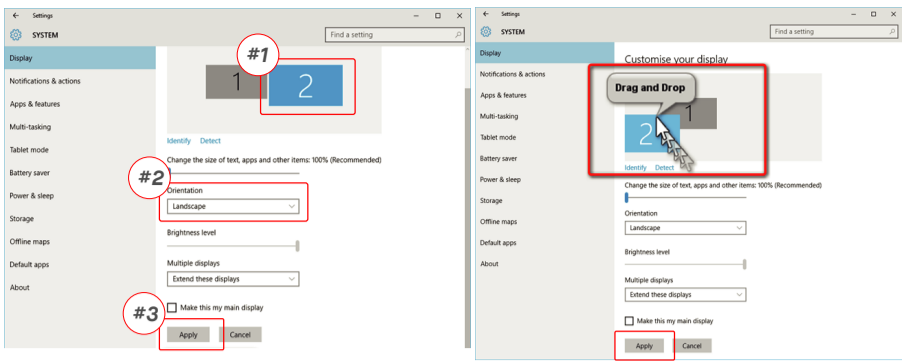 Settings
SYSTEM
Find a setting
Display
Notifications & actions
Apps & features
Multi-tasking
Tablet mode
Battery saver
Power & sleep
Storage
Offline maps
Default apps
About
#1
1
2
Identify Detect
Change the size of text, apps and other items: 100% (Recommended)
#2
Orientation
Landscape
Brightness level
Multiple displays
Extend these displays
Make this my main display
#3
Apply Cancel
Settings
SYSTEM
Find a setting
Display
Notifications & actions
Apps & features
Multi-tasking
Tablet mode
Battery saver
Power & sleep
Storage
Offline maps
Default apps
About
Customise your display
Drag and Drop
1
2
Identify Detect
Change the size of text, apps and other items: 100% (Recommended)
Orientation
Landscape
Brightness level
Multiple displays
Extend these displays
Make this my main display
Apply Cancel